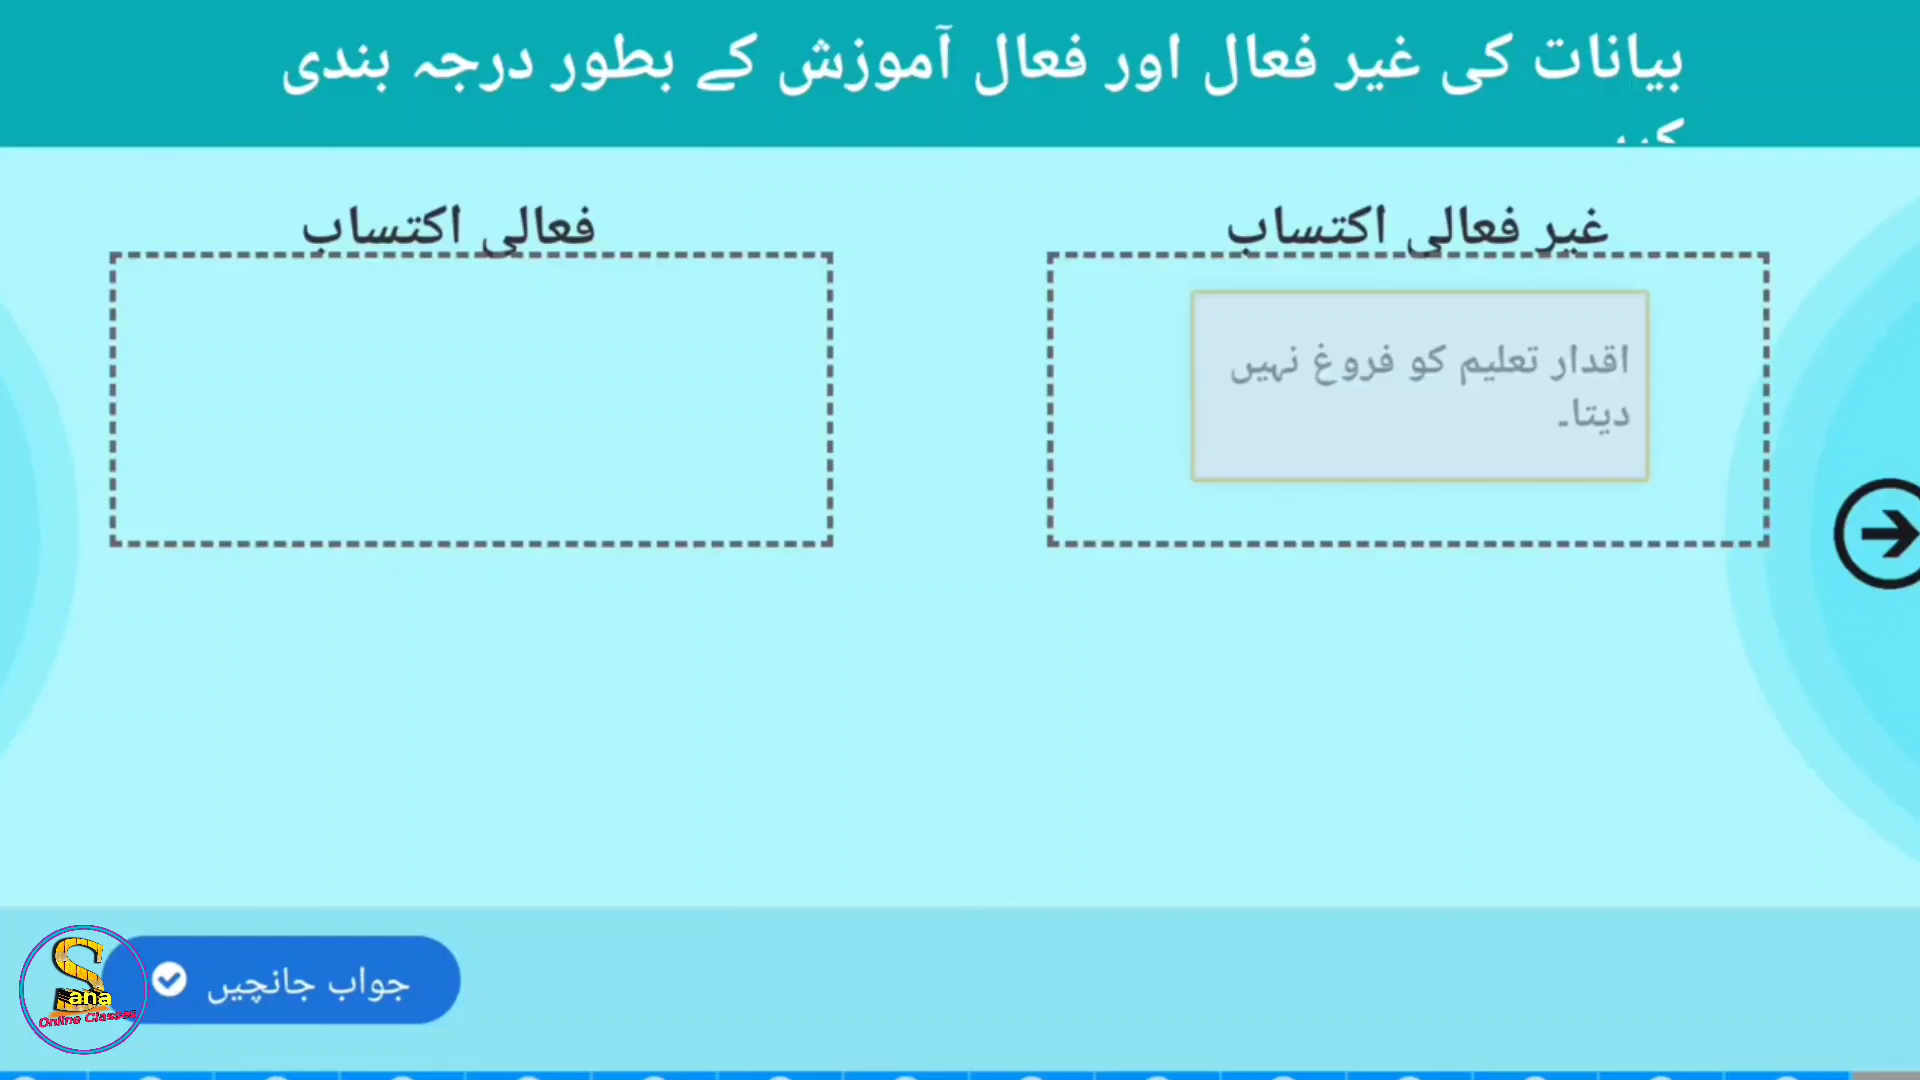 بیانات کی غیر فعال اور فعال آموزش کے بطور درجہ بندی
غیر فعالی اکتساب
فعالی اکتساب
اقدار تعلیم کو فروغ نہیں
دیتا۔
جواب جانچیں
Sana
Online Classes